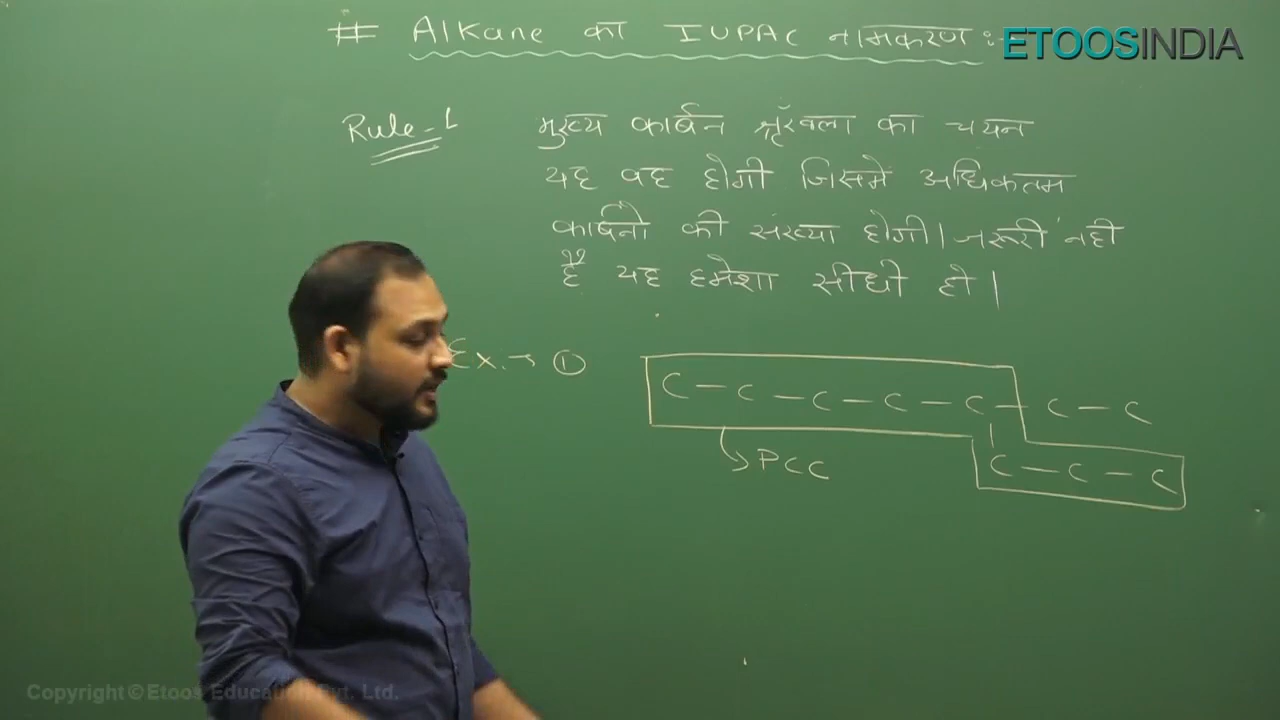 # Alkane का IUPAC नामकरण :-
ETOOSINDIA
Rule-1 मुख्य कार्बन श्रृंखला का चयन
यह वह होगी जिसमें अधिकतम
कार्बनों की संख्या होगी। जरूरी नही
है यह हमेशा सीधी हो।
Ex. → ①
C – C – C – C – C – C – C
C – C – C
PCC
Copyright © Etoos Education Pvt. Ltd.